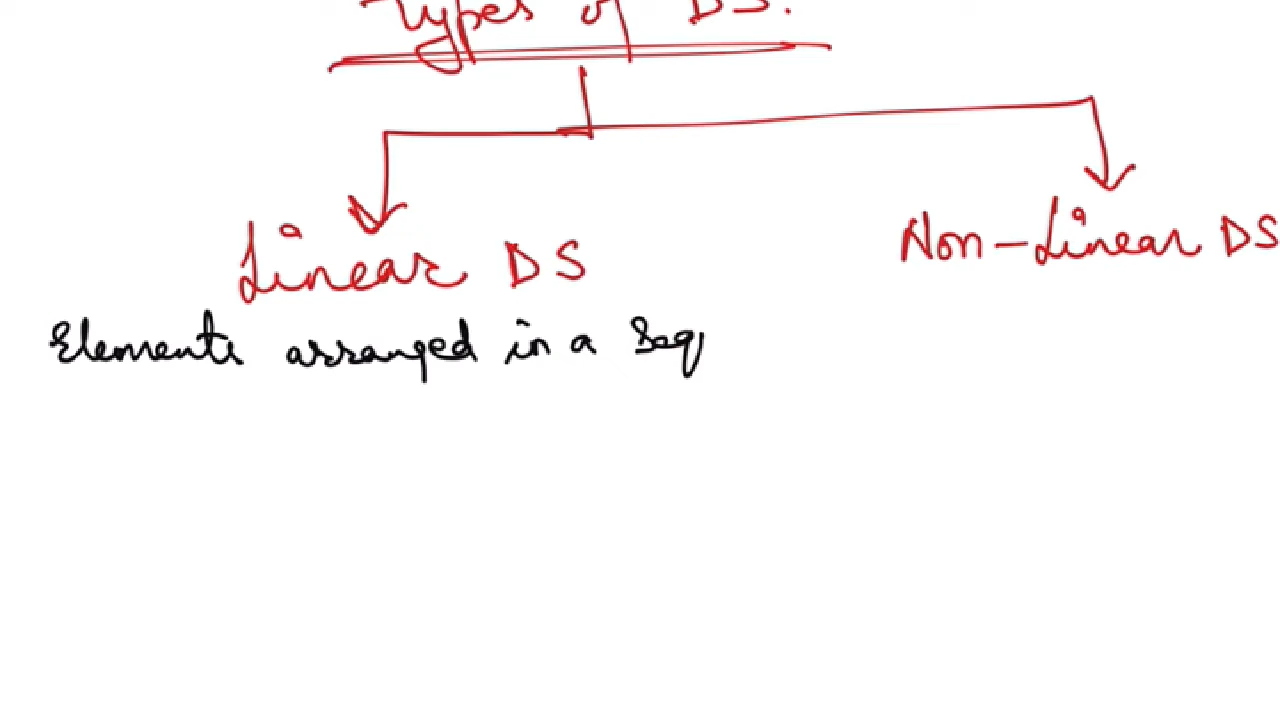 Types of DS.
Linear DS
Non-Linear DS
Elements arranged in a Seq